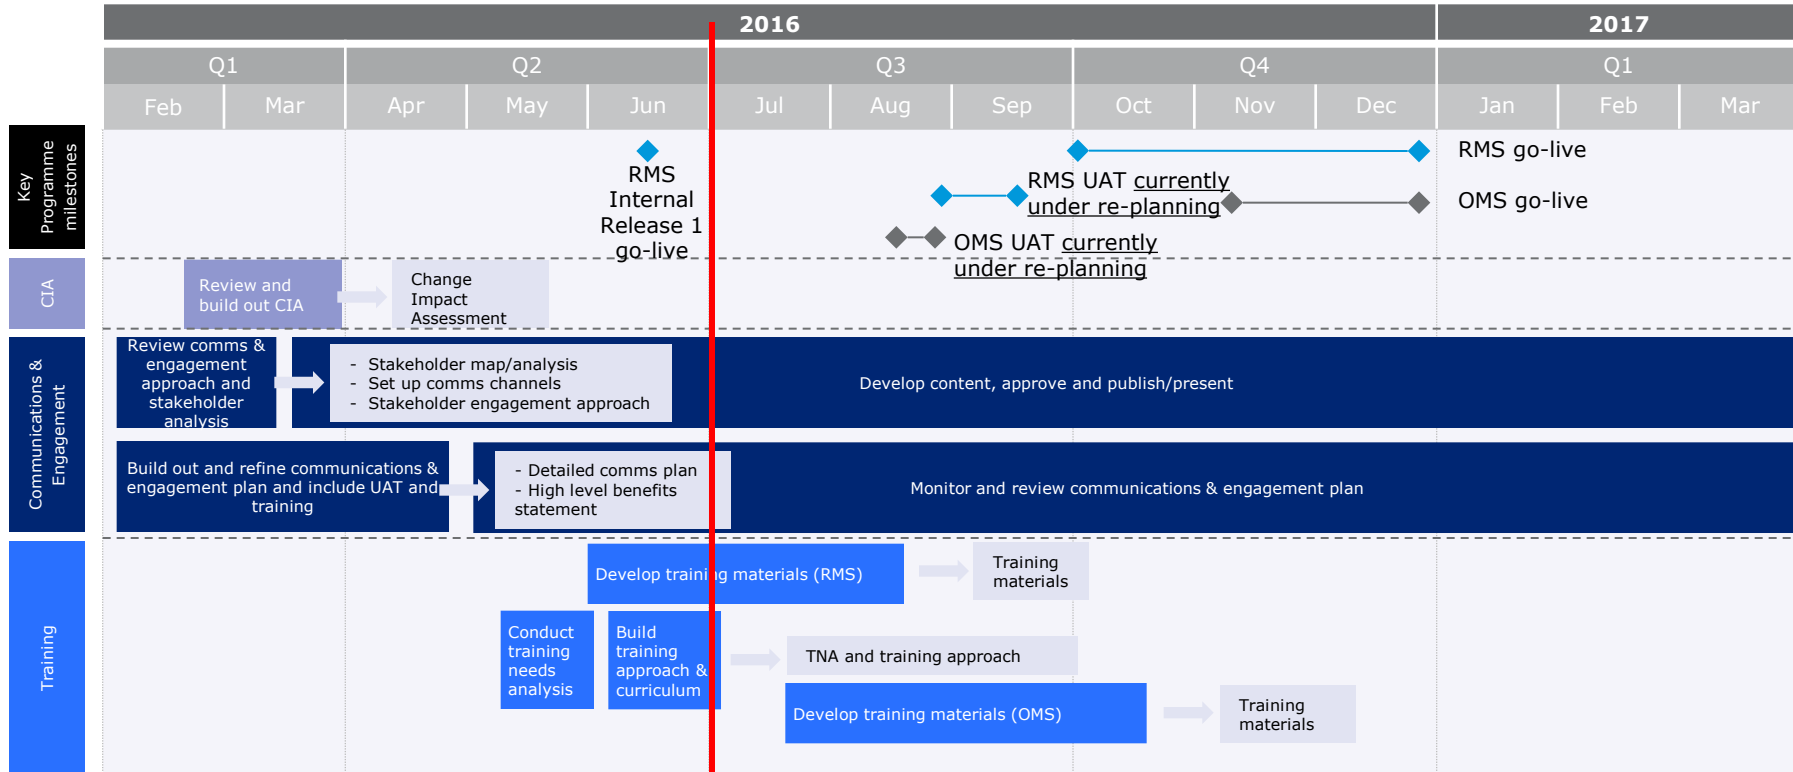 2016
2017
Q1
Q2
Q3
Q4
Q1
Feb
Mar
Apr
May
Jun
Jul
Aug
Sep
Oct
Nov
Dec
Jan
Feb
Mar
Key
Programme
milestones
RMS
Internal
Release 1
go-live
RMS UAT currently
under re-planning
OMS UAT currently
under re-planning
RMS go-live
OMS go-live
CIA
Review and
build out CIA
Change
Impact
Assessment
Communications &
Engagement
Review comms &
engagement
approach and
stakeholder
analysis
- Stakeholder map/analysis
- Set up comms channels
- Stakeholder engagement approach
Develop content, approve and publish/present
Build out and refine communications &
engagement plan and include UAT and
training
- Detailed comms plan
- High level benefits
statement
Monitor and review communications & engagement plan
Training
Develop training materials (RMS)
Training
materials
Conduct
training
needs
analysis
Build
training
approach &
curriculum
TNA and training approach
Develop training materials (OMS)
Training
materials